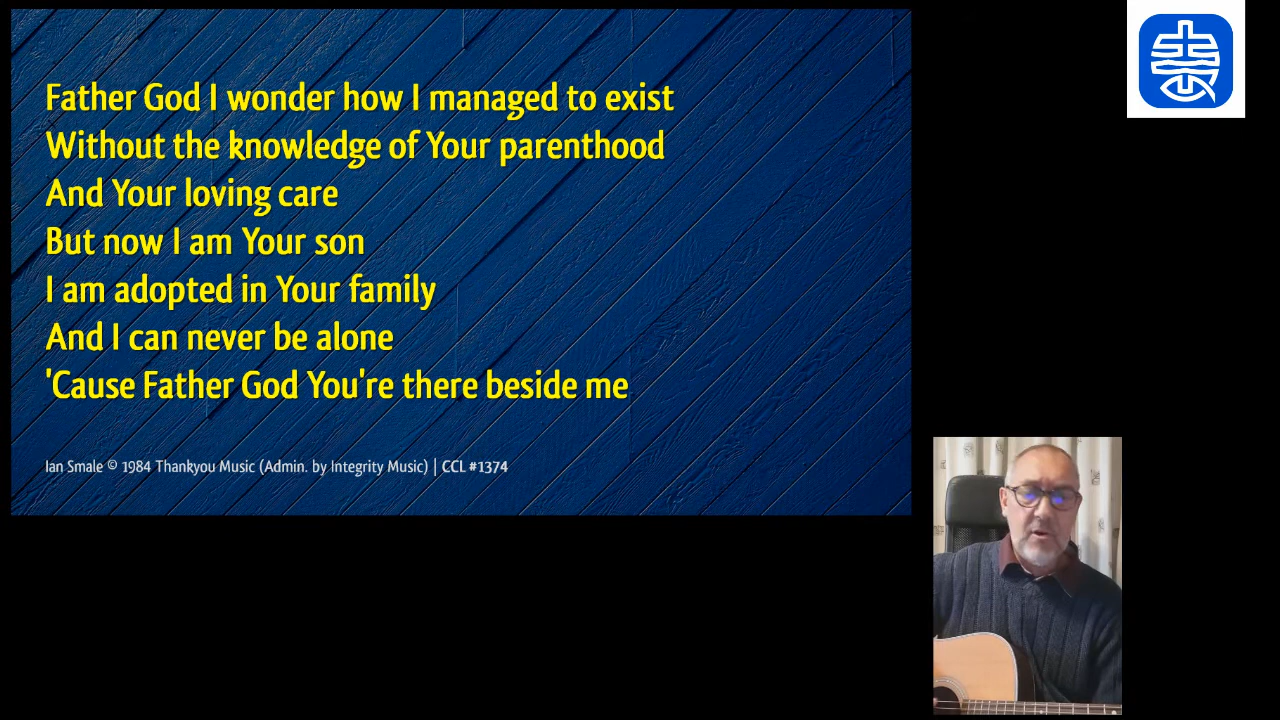 Father God I wonder how I managed to exist
Without the knowledge of Your parenthood
And Your loving care
But now I am Your son
I am adopted in Your family
And I can never be alone
'Cause Father God You're there beside me
Ian Smale © 1984 Thankyou Music (Admin. by Integrity Music) | CCL #1374